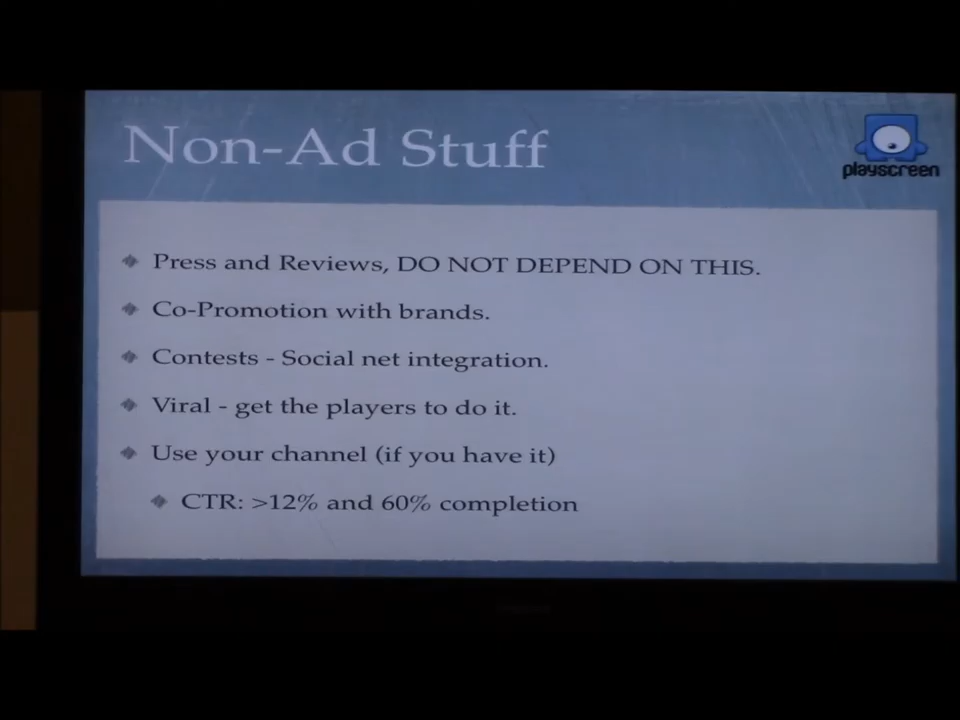 Non-Ad Stuff
playscreen
Press and Reviews, DO NOT DEPEND ON THIS.
Co-Promotion with brands.
Contests - Social net integration.
Viral - get the players to do it.
Use your channel (if you have it)
CTR: >12% and 60% completion